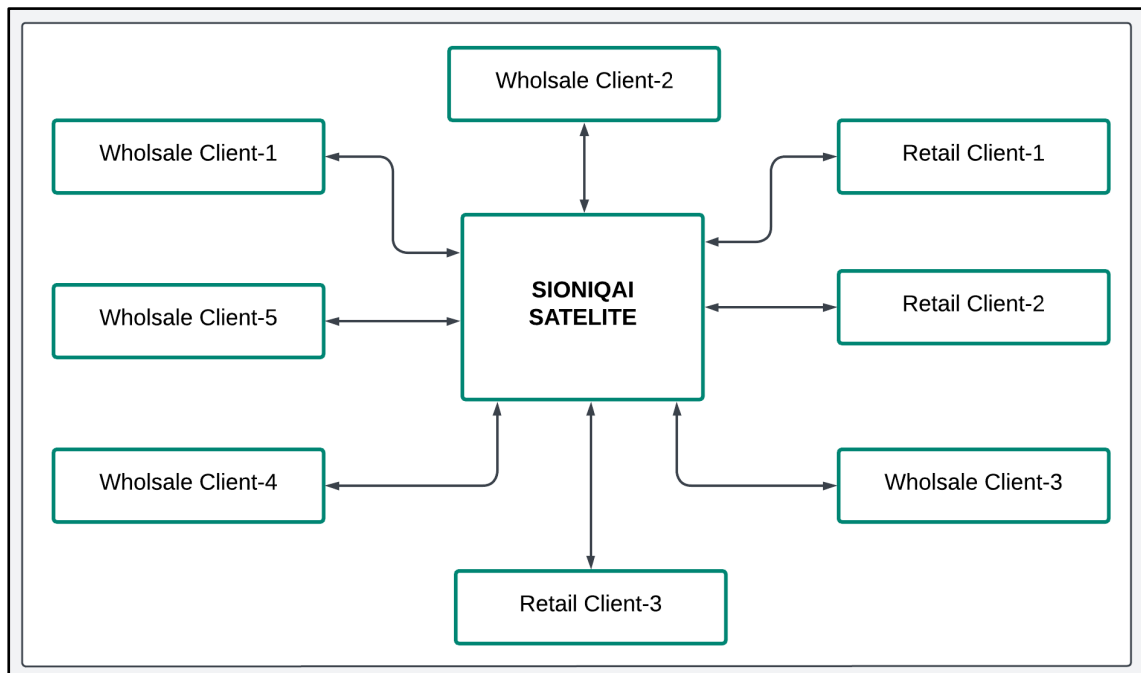 Wholsale Client-2
Wholsale Client-1
Retail Client-1
SIONIQAI
SATELITE
Wholsale Client-5
Retail Client-2
Wholsale Client-4
Wholsale Client-3
Retail Client-3